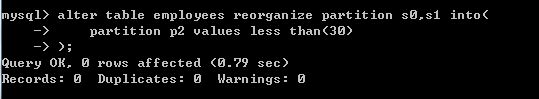 mysql> alter table employees reorganize partition s0,s1 into(
    ->     partition p2 values less than(30)
    -> );
Query OK, 0 rows affected (0.79 sec)
Records: 0  Duplicates: 0  Warnings: 0